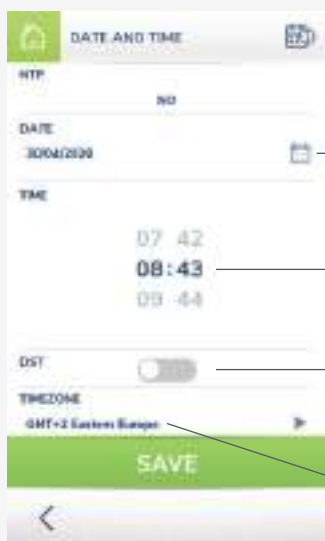 DATE AND TIME
NTP
NO
DATE
30/04/2020
TIME
07 42
08:43
09 44
DST
TIMEZONE
GMT+2 Eastern Europe
SAVE